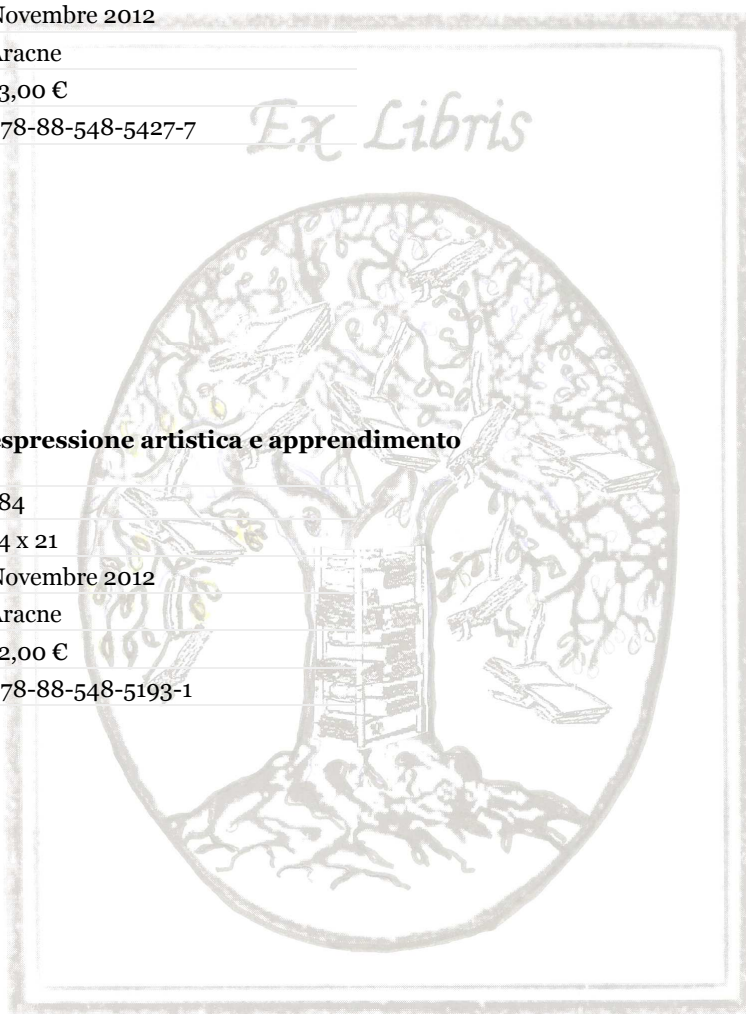 Novembre 2012
Aracne
3,00 €
78-88-548-5427-7
Ex Libris
espressione artistica e apprendimento
84
4 x 21
Novembre 2012
Aracne
2,00 €
78-88-548-5193-1